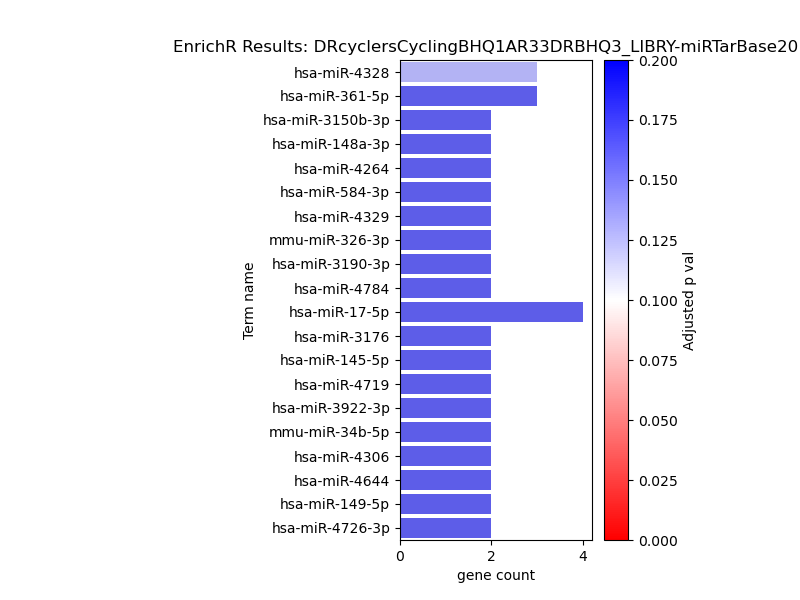 EnrichR Results: DRcyclersCyclingBHQ1AR33DRBHQ3_LIBRY-miRTarBase20
hsa-miR-4328
hsa-miR-361-5p
hsa-miR-3150b-3p
hsa-miR-148a-3p
hsa-miR-4264
hsa-miR-584-3p
hsa-miR-4329
mmu-miR-326-3p
hsa-miR-3190-3p
hsa-miR-4784
hsa-miR-17-5p
hsa-miR-3176
hsa-miR-145-5p
hsa-miR-4719
hsa-miR-3922-3p
mmu-miR-34b-5p
hsa-miR-4306
hsa-miR-4644
hsa-miR-149-5p
hsa-miR-4726-3p
Term name
0 2 4
gene count
0.200
0.175
0.150
0.125
0.100
0.075
0.050
0.025
0.000
Adjusted p val